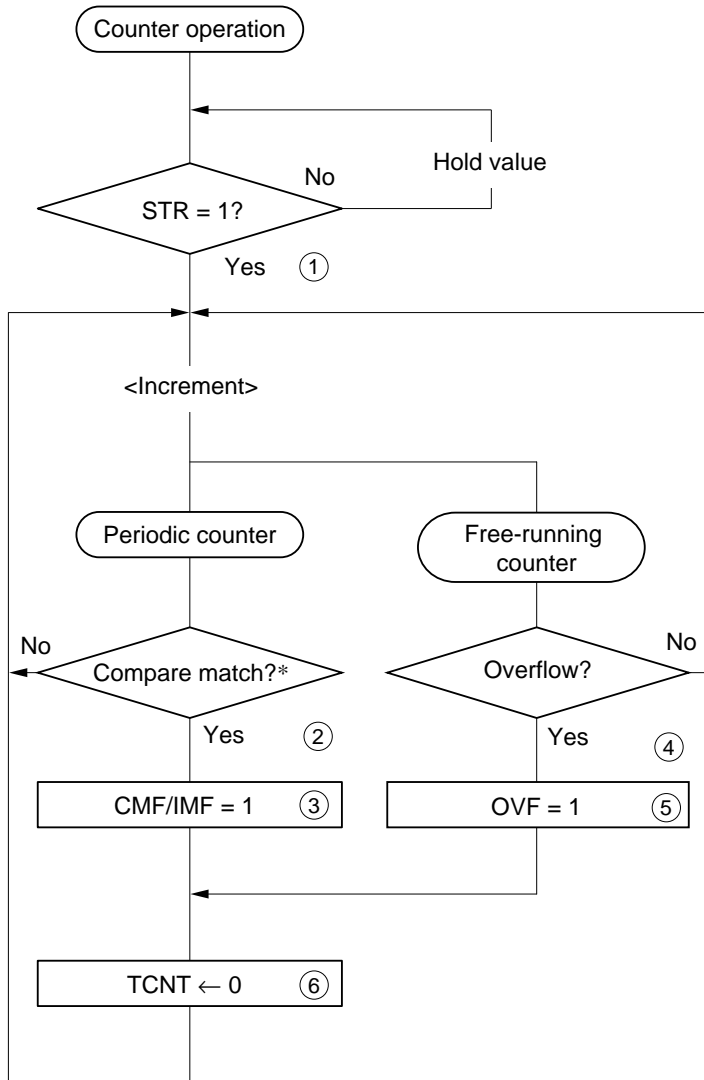 Counter operation
Hold value
No
STR = 1?
Yes ①
<Increment>
Periodic counter
Free-running
counter
No
Compare match?*
Overflow?
No
Yes ②
Yes ④
CMF/IMF = 1 ③
OVF = 1 ⑤
TCNT ← 0 ⑥